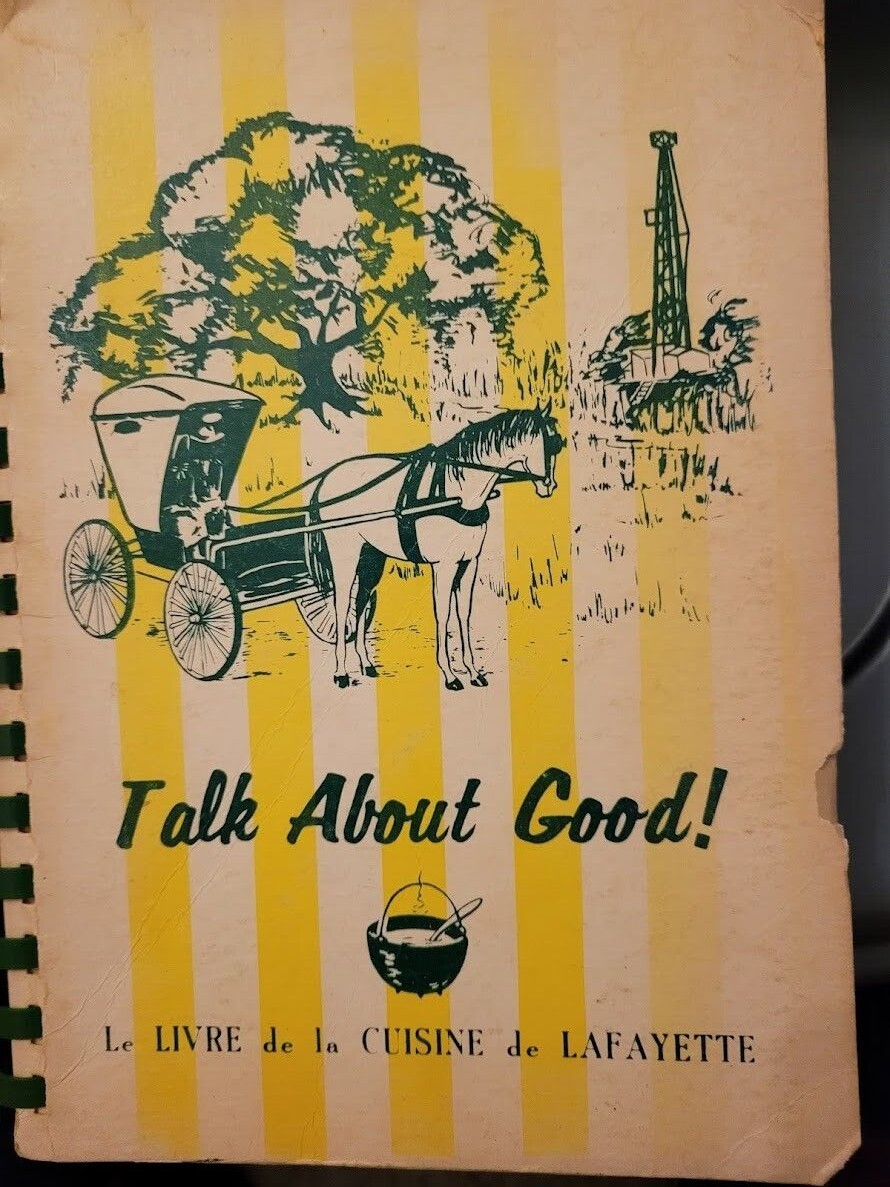 Talk About Good!
Le LIVRE de la CUISINE de LAFAYETTE